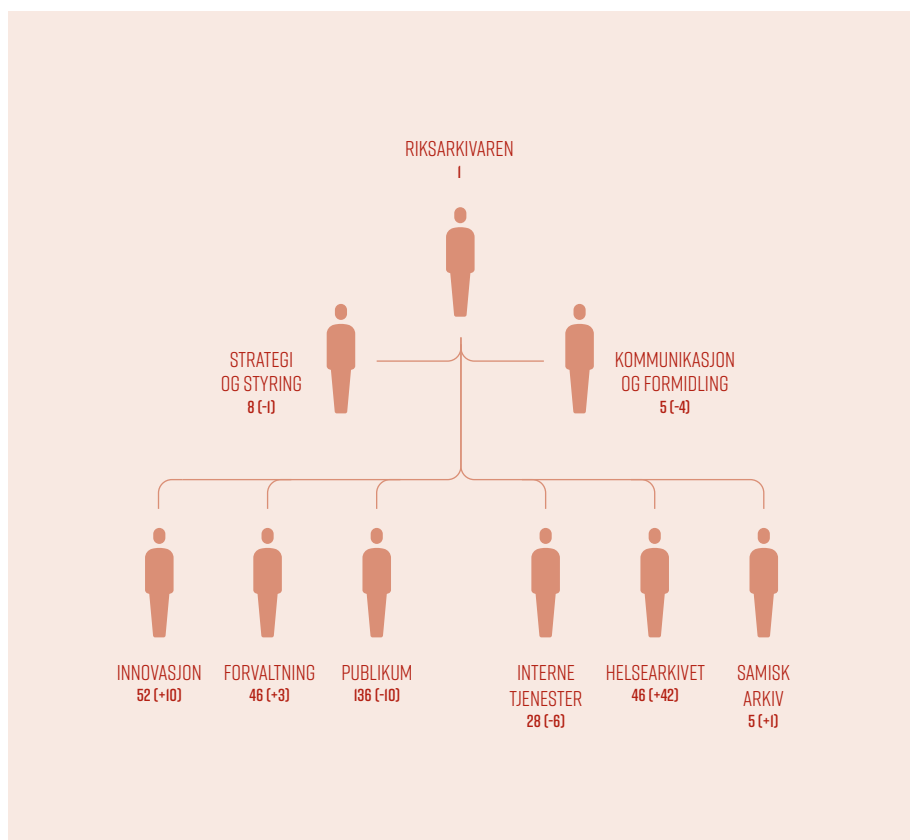 RIKSARKIVAREN
1
STRATEGI
OG STYRING
8 (-1)
KOMMUNIKASJON
OG FORMIDLING
5 (-4)
INNOVASJON
52 (+10)
FORVALTNING
46 (+3)
PUBLIKUM
136 (-10)
INTERNE
TJENESTER
28 (-6)
HELSEARKIVET
46 (+42)
SAMISK
ARKIV
5 (+1)